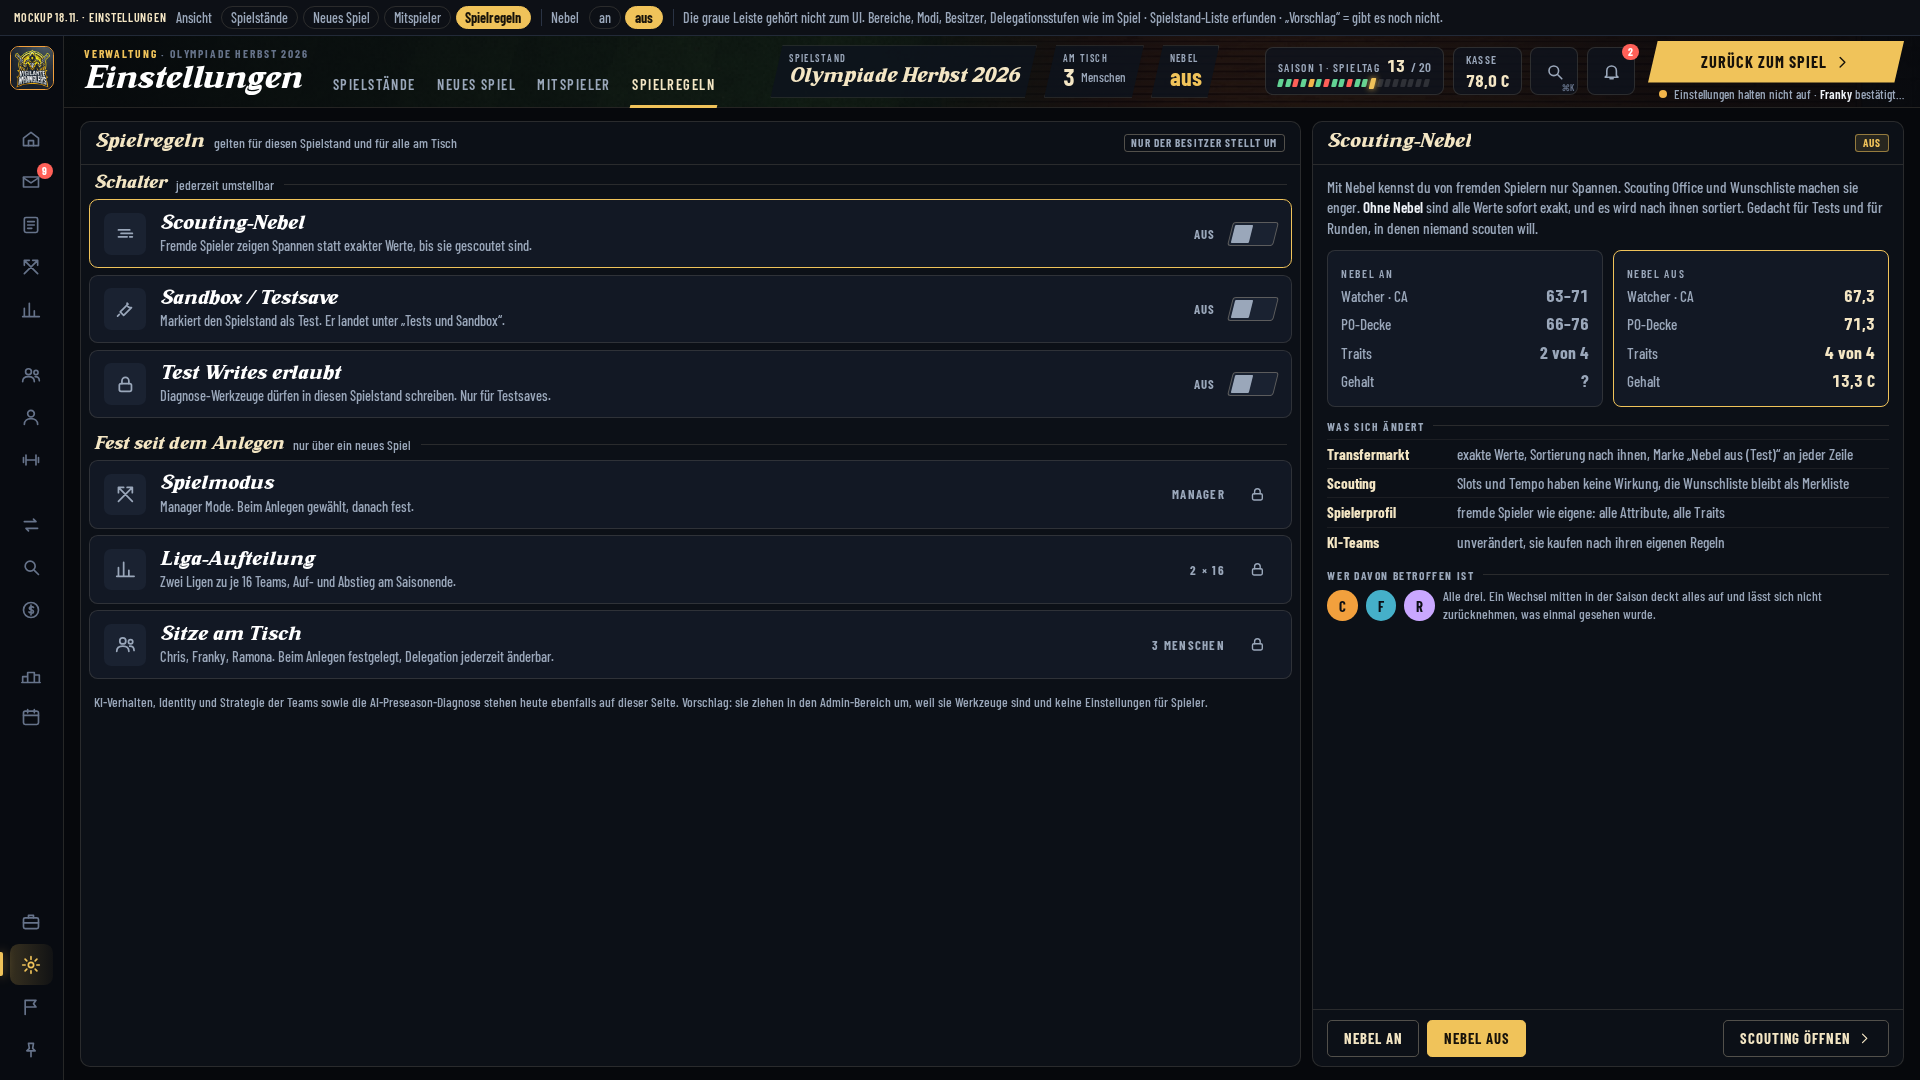 MOCKUP 18.11. · EINSTELLUNGEN Ansicht Spielstände Neues Spiel Mitspieler Spielregeln Nebel an aus Die graue Leiste gehört nicht zum UI. Bereiche, Modi, Besitzer, Delegationsstufen wie im Spiel · Spielstand-Liste erfunden · „Vorschlag“ = gibt es noch nicht.
VERWALTUNG · OLYMPIADE HERBST 2026
Einstellungen
SPIELSTÄNDE NEUES SPIEL MITSPIELER SPIELREGELN
SPIELSTAND
Olympiade Herbst 2026
AM TISCH
3 Menschen
NEBEL
aus
SAISON 1 · SPIELTAG 13 / 20
KASSE
78,0 C
⌘K
2
ZURÜCK ZUM SPIEL
Einstellungen halten nicht auf · Franky bestätigt…
9
Spielregeln gelten für diesen Spielstand und für alle am Tisch
NUR DER BESITZER STELLT UM
Schalter jederzeit umstellbar
Scouting-Nebel
Fremde Spieler zeigen Spannen statt exakter Werte, bis sie gescoutet sind.
AUS
Sandbox / Testsave
Markiert den Spielstand als Test. Er landet unter „Tests und Sandbox“.
AUS
Test Writes erlaubt
Diagnose-Werkzeuge dürfen in diesen Spielstand schreiben. Nur für Testsaves.
AUS
Fest seit dem Anlegen nur über ein neues Spiel
Spielmodus
Manager Mode. Beim Anlegen gewählt, danach fest.
MANAGER
Liga-Aufteilung
Zwei Ligen zu je 16 Teams, Auf- und Abstieg am Saisonende.
2 × 16
Sitze am Tisch
Chris, Franky, Ramona. Beim Anlegen festgelegt, Delegation jederzeit änderbar.
3 MENSCHEN
KI-Verhalten, Identity und Strategie der Teams sowie die AI-Preseason-Diagnose stehen heute ebenfalls auf dieser Seite. Vorschlag: sie ziehen in den Admin-Bereich um, weil sie Werkzeuge sind und keine Einstellungen für Spieler.
Scouting-Nebel
AUS
Mit Nebel kennst du von fremden Spielern nur Spannen. Scouting Office und Wunschliste machen sie
enger. Ohne Nebel sind alle Werte sofort exakt, und es wird nach ihnen sortiert. Gedacht für Tests und für
Runden, in denen niemand scouten will.
NEBEL AN
Watcher · CA 63–71
PO-Decke 66–76
Traits 2 von 4
Gehalt ?
NEBEL AUS
Watcher · CA 67,3
PO-Decke 71,3
Traits 4 von 4
Gehalt 13,3 C
WAS SICH ÄNDERT
Transfermarkt exakte Werte, Sortierung nach ihnen, Marke „Nebel aus (Test)“ an jeder Zeile
Scouting Slots und Tempo haben keine Wirkung, die Wunschliste bleibt als Merkliste
Spielerprofil fremde Spieler wie eigene: alle Attribute, alle Traits
KI-Teams unverändert, sie kaufen nach ihren eigenen Regeln
WER DAVON BETROFFEN IST
C F R
Alle drei. Ein Wechsel mitten in der Saison deckt alles auf und lässt sich nicht
zurücknehmen, was einmal gesehen wurde.
NEBEL AN NEBEL AUS SCOUTING ÖFFNEN